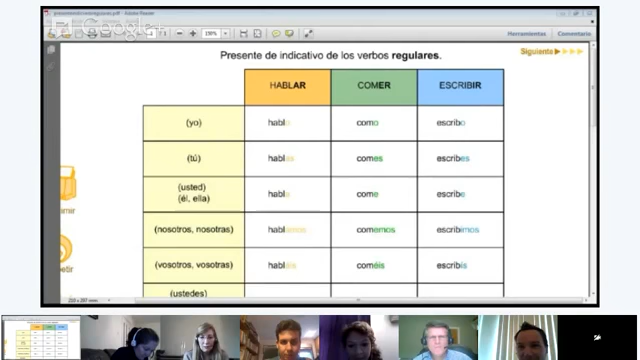 Google+
150%
Herramientas
Comentario
Presente de indicativo de los verbos regulares.
Siguiente
HABLAR COMER ESCRIBIR
(yo) hablo como escribo
(tú) hablas comes escribes
(usted)
(él, ella) habla come escribe
(nosotros, nosotras) hablamos comemos escribimos
(vosotros, vosotras) habláis coméis escribís
(ustedes)